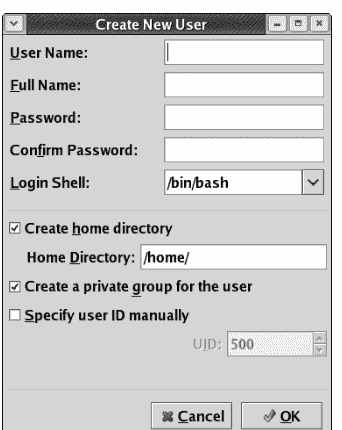 Create New User
User Name:
Full Name:
Password:
Confirm Password:
Login Shell: /bin/bash
Create home directory
Home Directory: /home/
Create a private group for the user
Specify user ID manually
UID: 500
Cancel OK